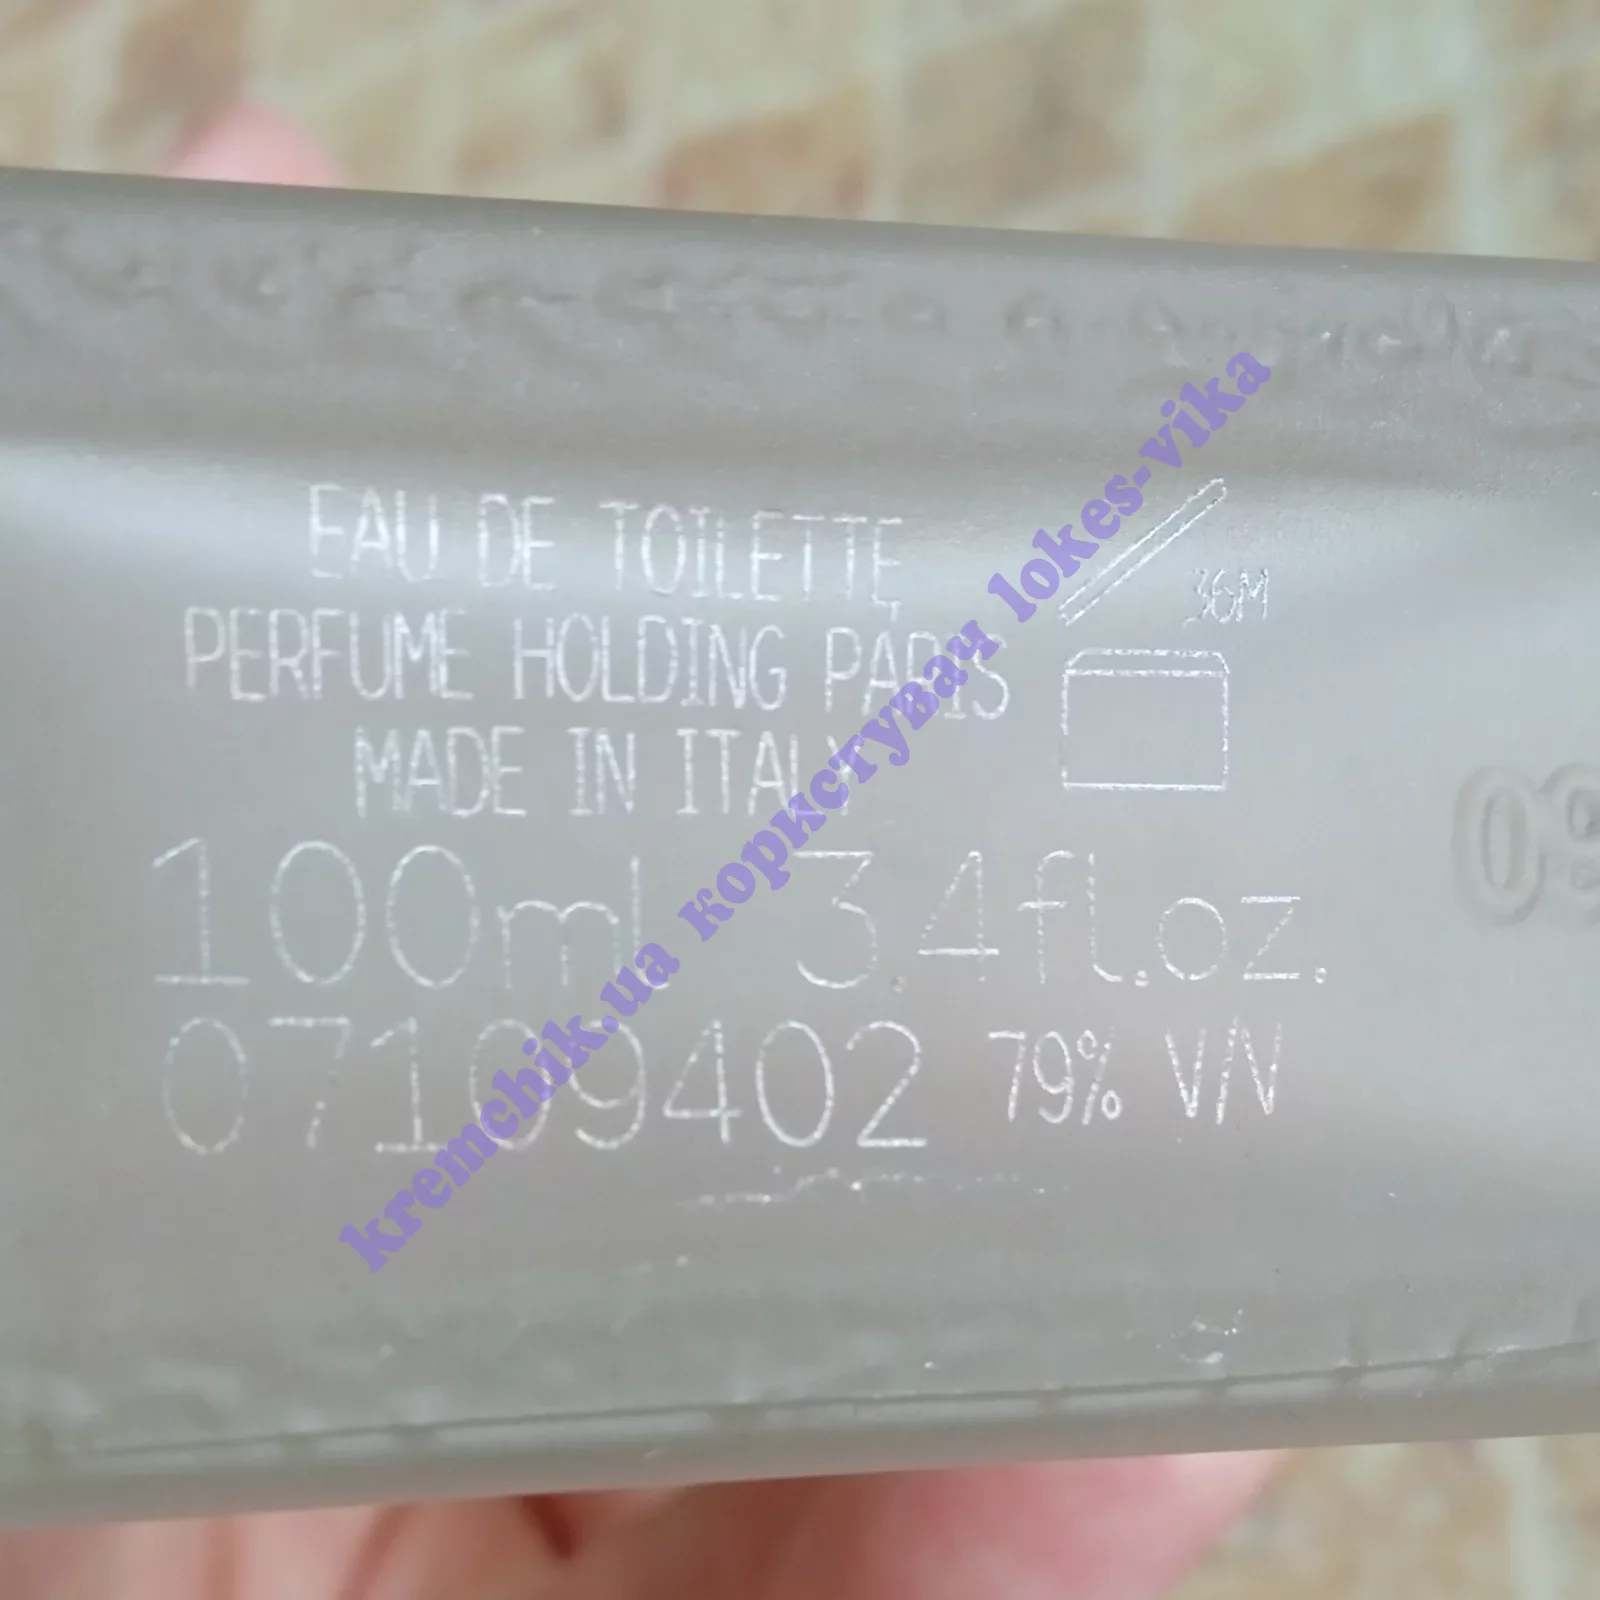 EAU DE TOILETTE
PERFUME HOLDING PARIS
MADE IN ITALY
36M
100ml 3.4fl.oz.
07109402 79% V/V
09
kremchik.ua користувач lokes-vika